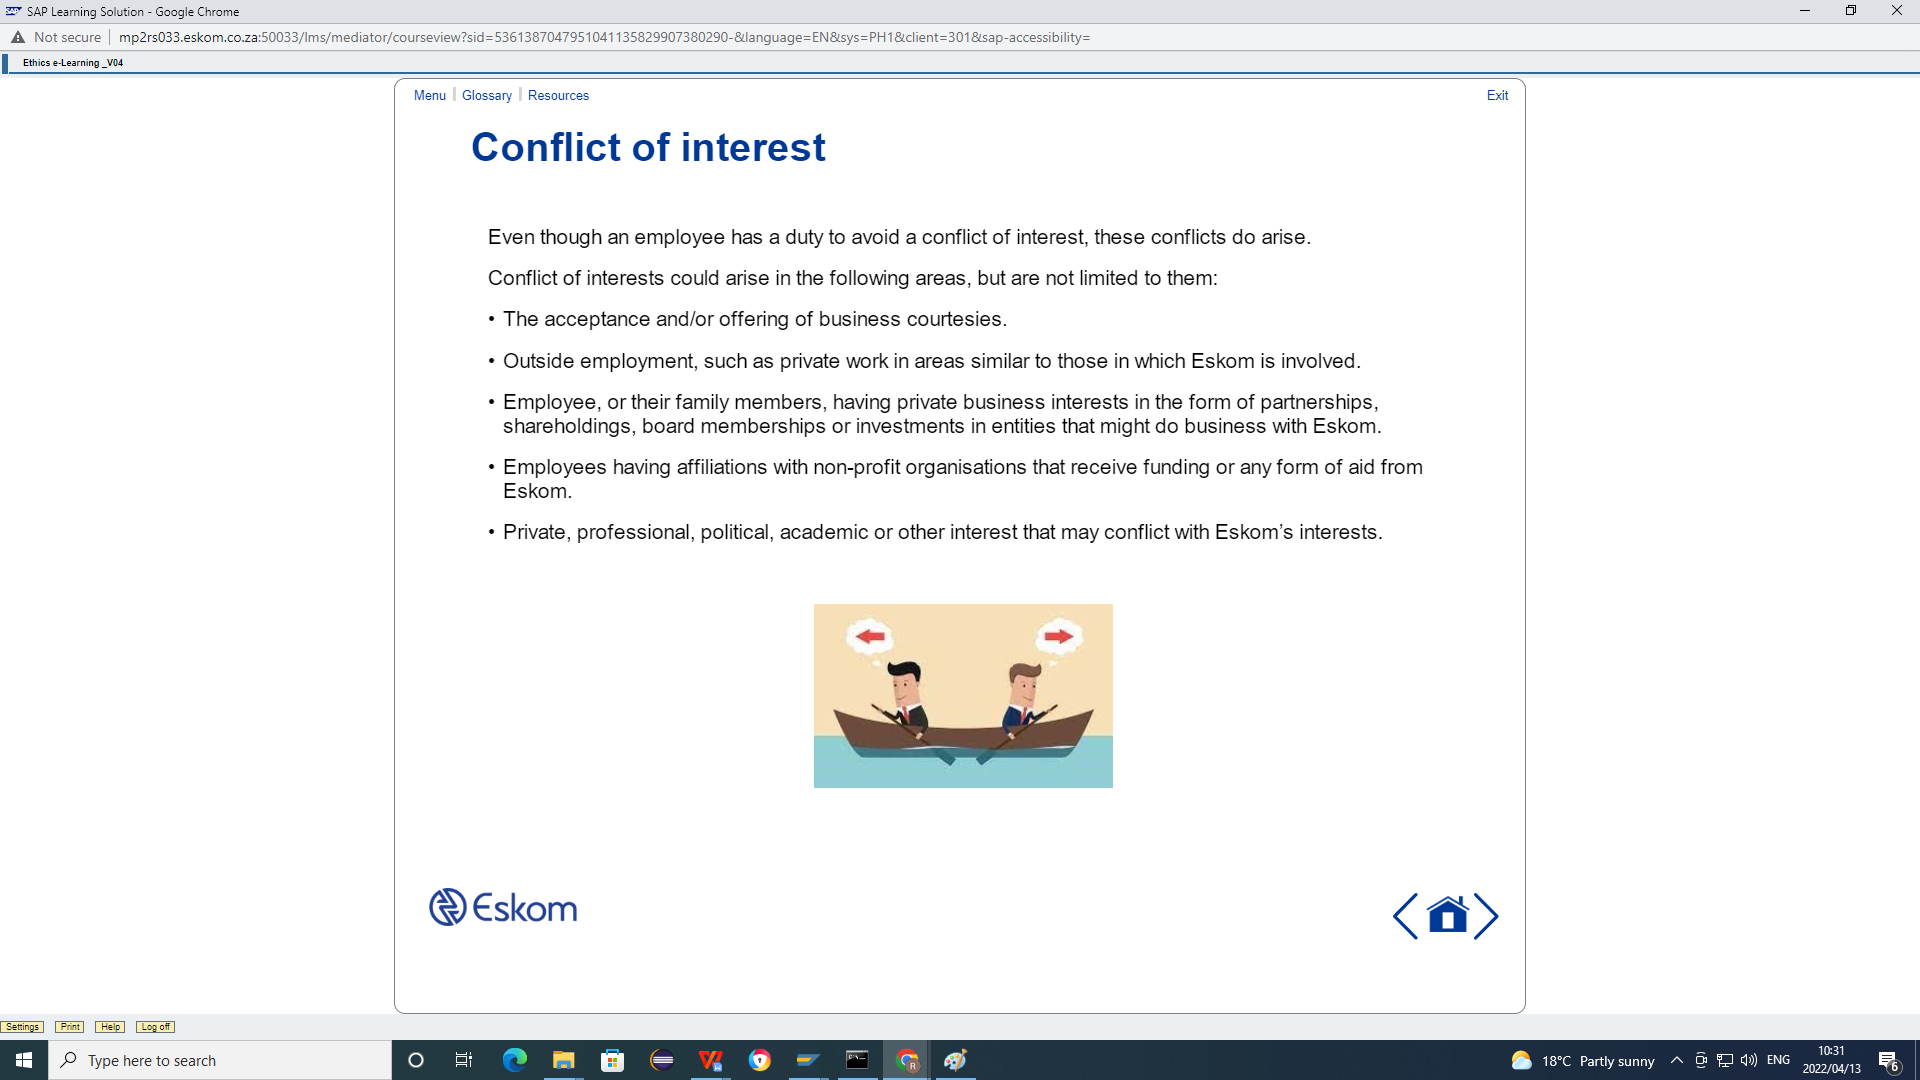 SAP Learning Solution - Google Chrome
Not secure mp2rs033.eskom.co.za:50033/lms/mediator/courseview?sid=53613870479510411358299073802​90-&language=EN&sys=PH1&client=301&sap-accessibility=
Ethics e-Learning _V04
Menu Glossary Resources Exit
Conflict of interest
Even though an employee has a duty to avoid a conflict of interest, these conflicts do arise.
Conflict of interests could arise in the following areas, but are not limited to them:
• The acceptance and/or offering of business courtesies.
• Outside employment, such as private work in areas similar to those in which Eskom is involved.
• Employee, or their family members, having private business interests in the form of partnerships,
shareholdings, board memberships or investments in entities that might do business with Eskom.
• Employees having affiliations with non-profit organisations that receive funding or any form of aid from
Eskom.
• Private, professional, political, academic or other interest that may conflict with Eskom’s interests.
Eskom
Settings Print Help Log off
Type here to search
18°C Partly sunny
ENG
10:31
2022/04/13
6